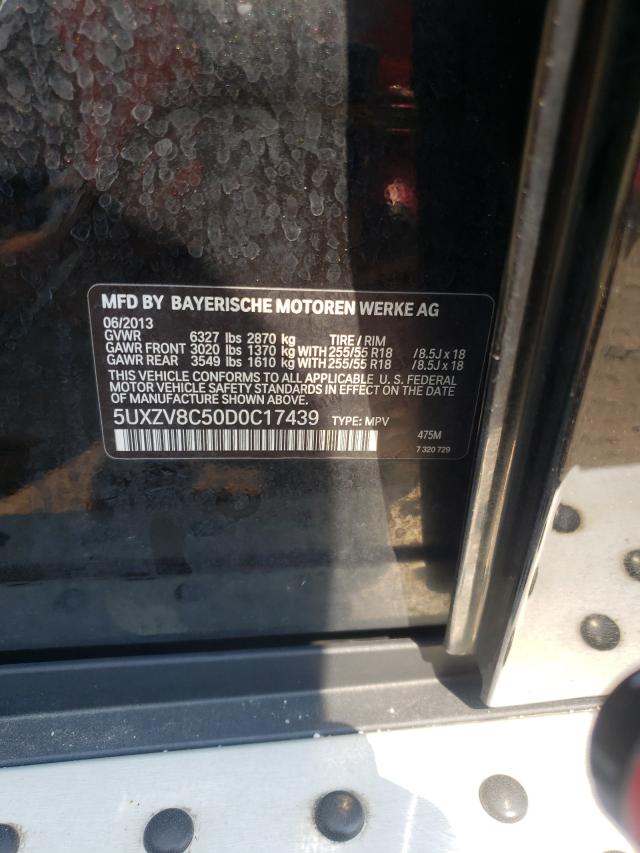 MFD BY BAYERISCHE MOTOREN WERKE AG
06/2013
GVWR 6327 lbs 2870 kg TIRE / RIM
GAWR FRONT 3020 lbs 1370 kg WITH 255/55 R18 /8.5J x 18
GAWR REAR 3549 lbs 1610 kg WITH 255/55 R18 /8.5J x 18
THIS VEHICLE CONFORMS TO ALL APPLICABLE U. S. FEDERAL
MOTOR VEHICLE SAFETY STANDARDS IN EFFECT ON THE DATE
OF MANUFACTURE SHOWN ABOVE.
5UXZV8C50D0C17439 TYPE: MPV
475M
7 320 729